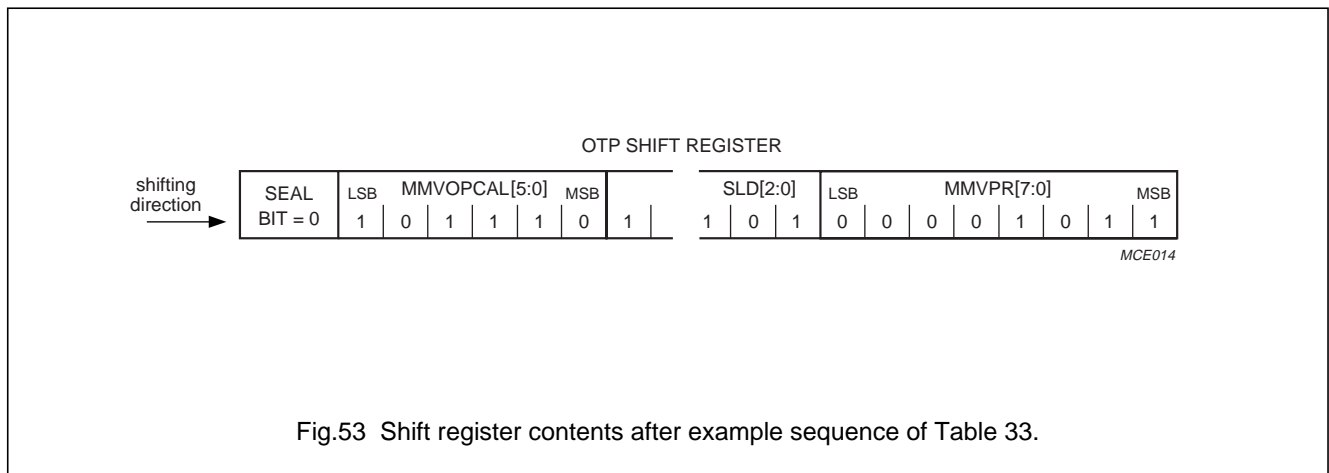 OTP SHIFT REGISTER
shifting direction
SEAL BIT = 0
LSB MMVOPCAL[5:0] MSB
1 0 1 1 1 0
1
SLD[2:0]
1 0 1
LSB MMVPR[7:0] MSB
0 0 0 0 1 0 1 1
MCE014
Fig.53 Shift register contents after example sequence of Table 33.